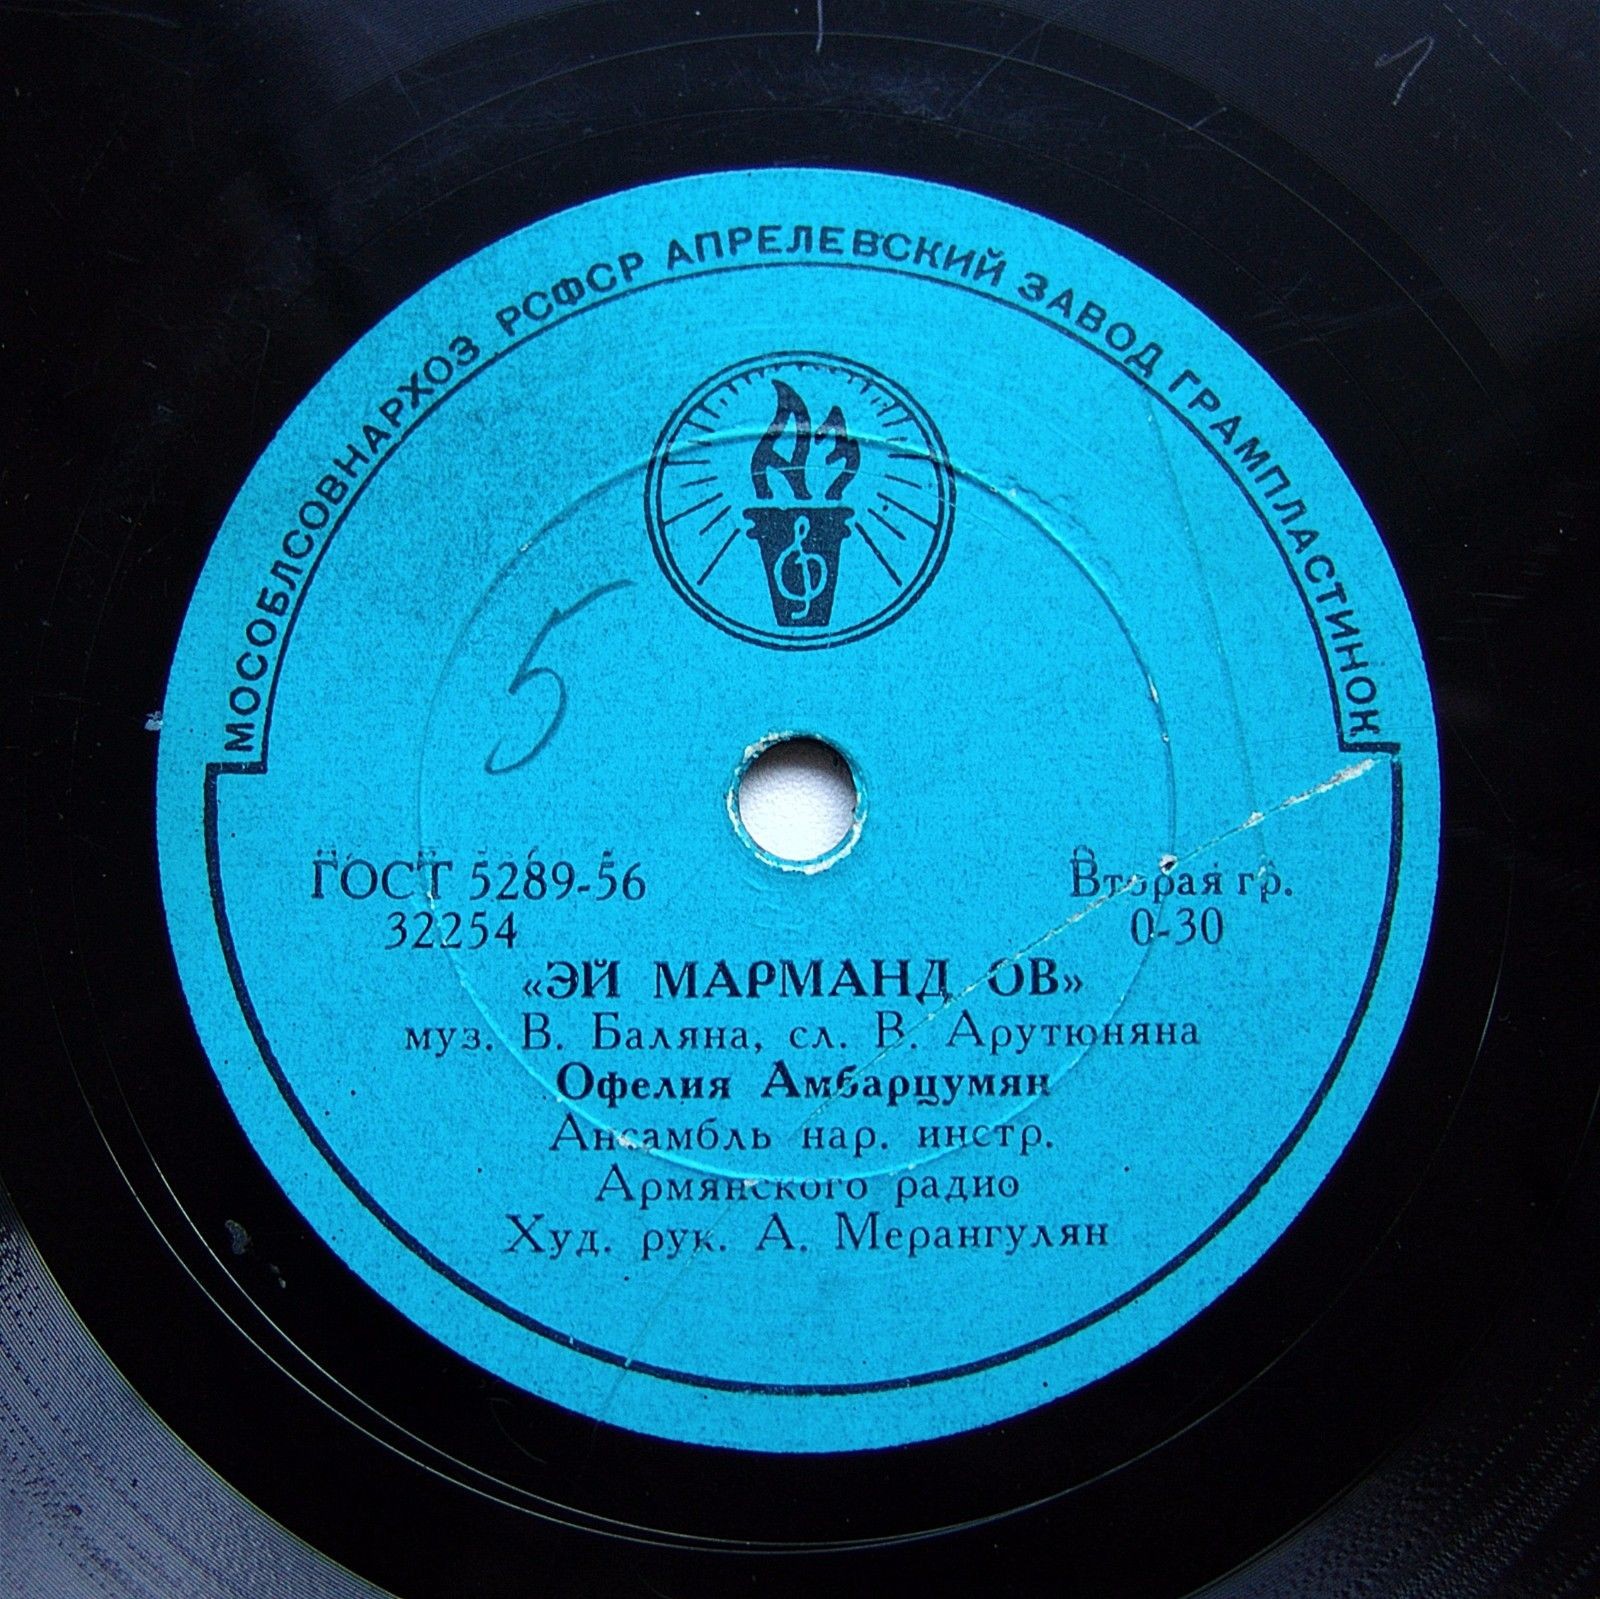 1
МОСОБЛСОВНАРХОЗ РСФСР АПРЕЛЕВСКИЙ ЗАВОД ГРАМПЛАСТИНОК
5
ГОСТ 5289-56 Вторая гр.
32254 0-30
«ЭЙ МАРМАНД ОВ»
муз. В. Баляна, сл. В. Арутюняна
Офелия Амбарцумян
Ансамбль нар. инстр.
Армянского радио
Худ. рук. А. Мерангулян